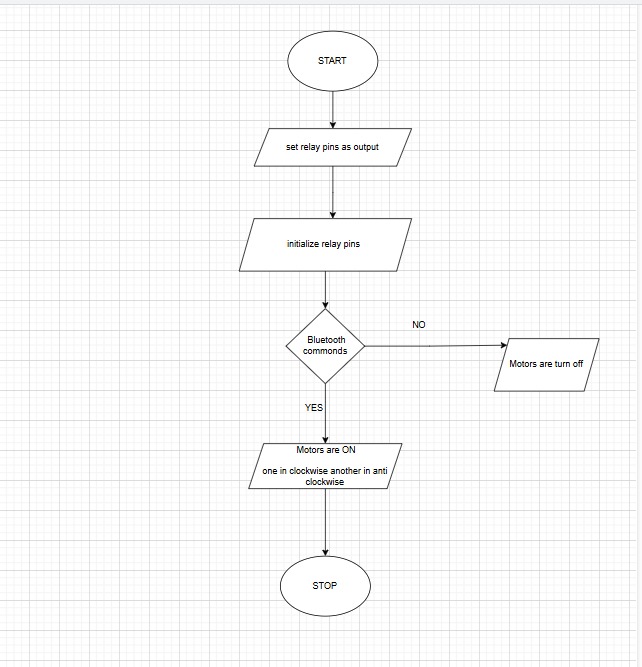 START
set relay pins as output
initialize relay pins
Bluetooth
commonds
NO
Motors are turn off
YES
Motors are ON
one in clockwise another in anti
clockwise
STOP